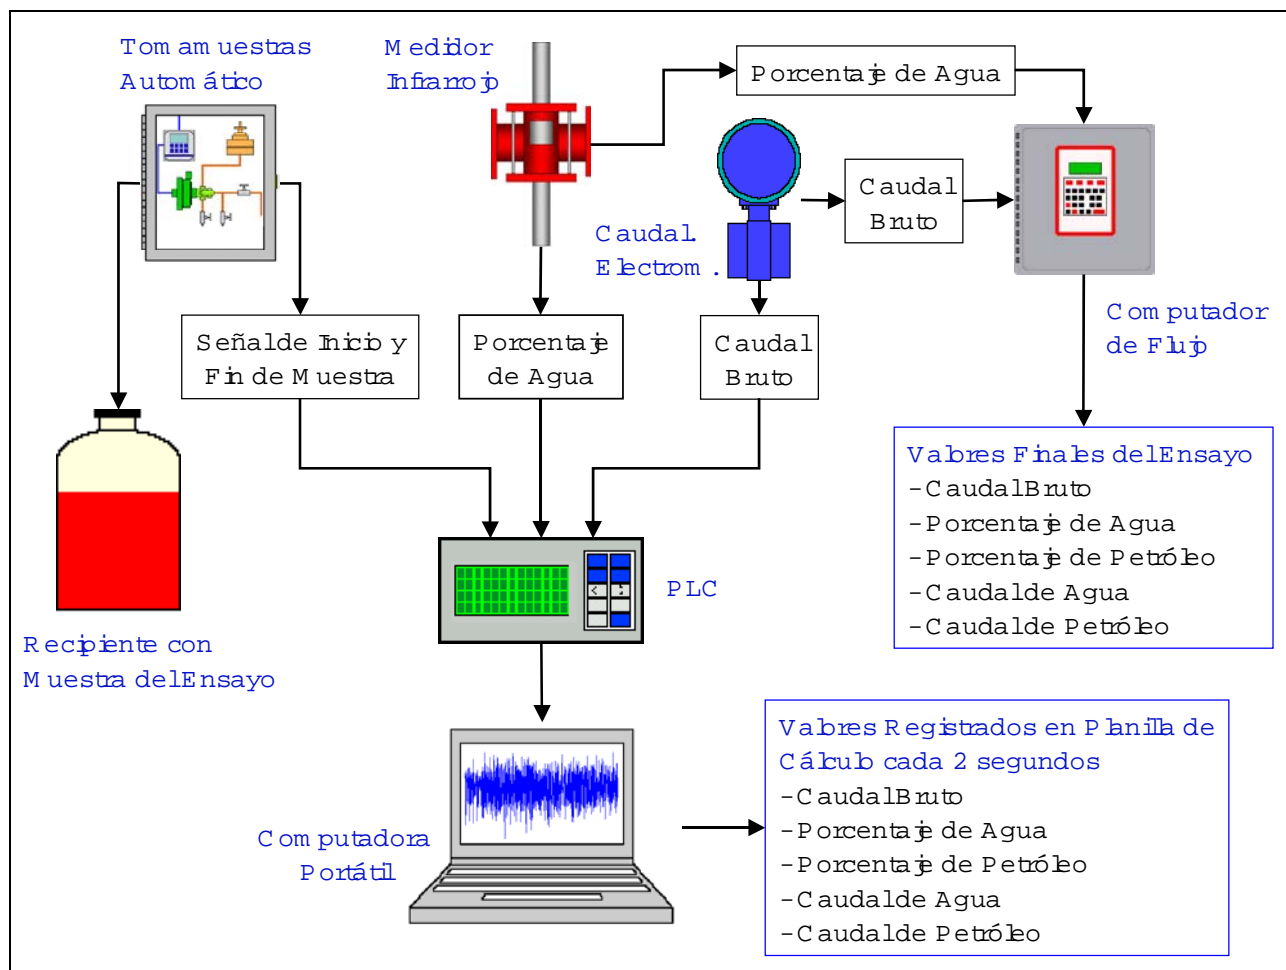 Tomamuestras
Automático
Medidor
Infrarrojo
Porcentaje de Agua
Caudal
Bruto
Caudal.
Electrom.
Computador
de Flujo
Señal de Inicio y
Fin de Muestra
Porcentaje
de Agua
Caudal
Bruto
Valores Finales del Ensayo
-Caudal Bruto
-Porcentaje de Agua
-Porcentaje de Petróleo
-Caudal de Agua
-Caudal de Petróleo
PLC
Recipiente con
Muestra del Ensayo
Computadora
Portátil
Valores Registrados en Planilla de
Cálculo cada 2 segundos
-Caudal Bruto
-Porcentaje de Agua
-Porcentaje de Petróleo
-Caudal de Agua
-Caudal de Petróleo